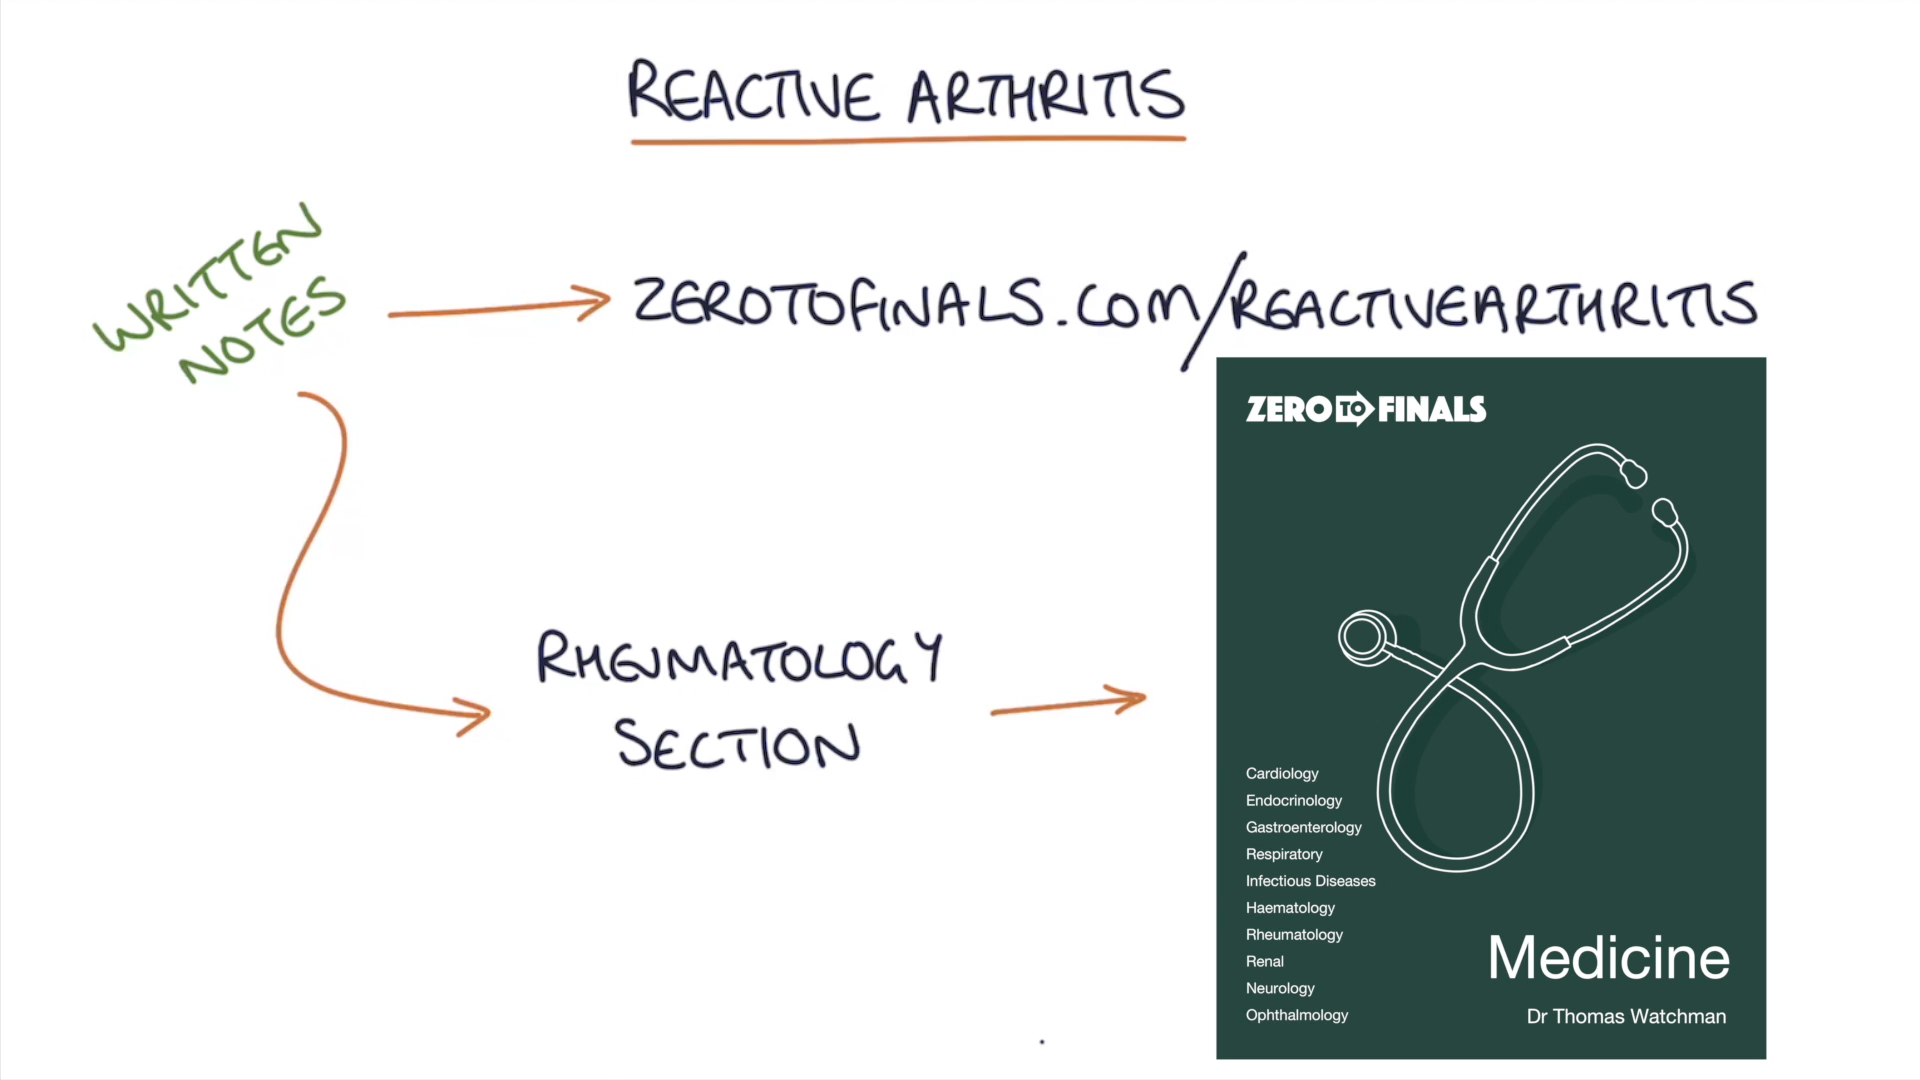 REACTIVE ARTHRITIS
WRITTEN
NOTES
ZEROTOFINALS.COM/REACTIVEARTHRITIS
RHEUMATOLOGY
SECTION
ZERO TO FINALS
Cardiology
Endocrinology
Gastroenterology
Respiratory
Infectious Diseases
Haematology
Rheumatology
Renal
Neurology
Ophthalmology
Medicine
Dr Thomas Watchman